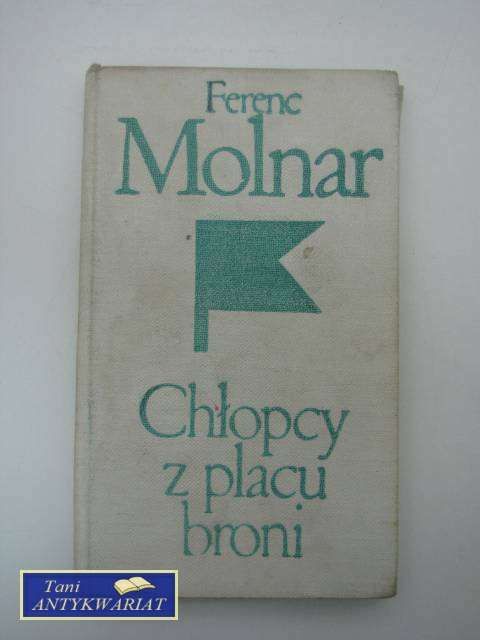 Ferenc
Molnar
Chłopcy
z placu
broni
Tani
ANTYKWARIAT